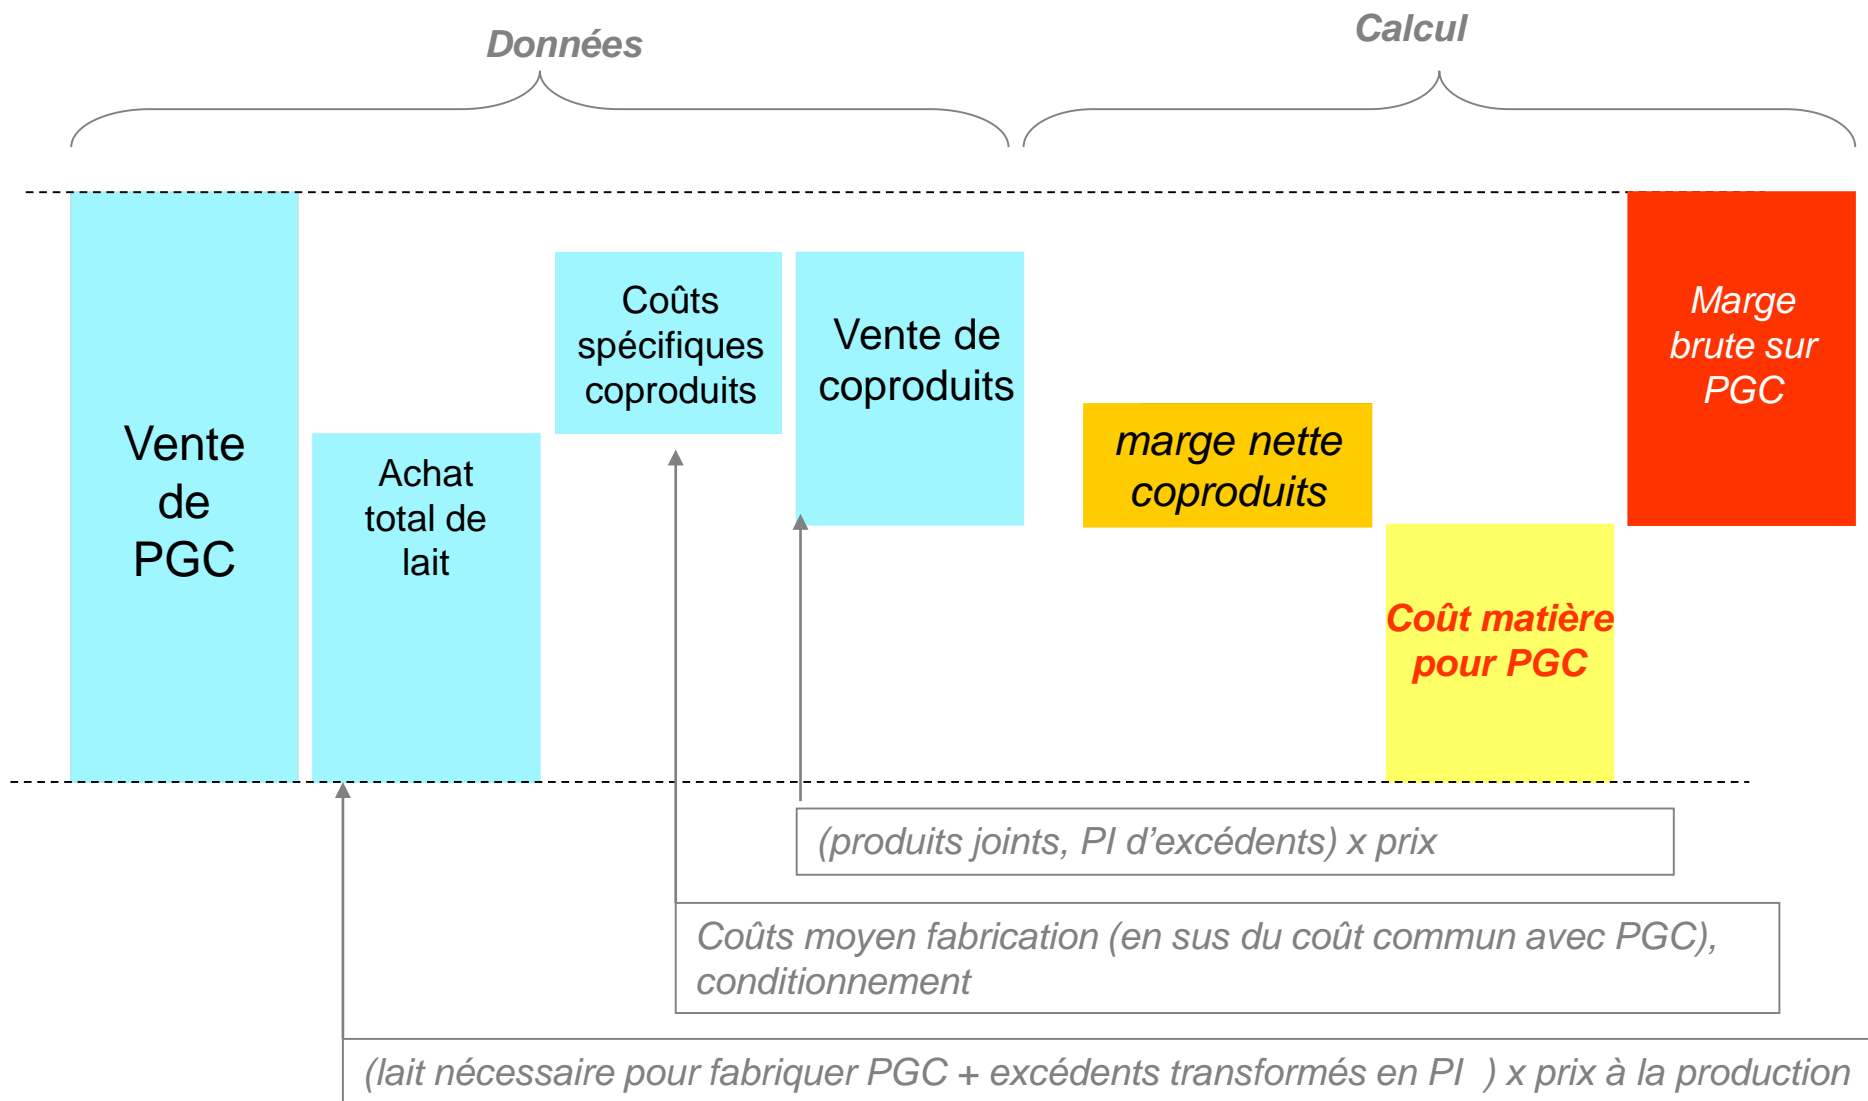 Données
Calcul
Vente
de
PGC
Achat
total de
lait
Coûts
spécifiques
coproduits
Vente de
coproduits
marge nette
coproduits
Coût matière
pour PGC
Marge
brute sur
PGC
(produits joints, PI d’excédents) x prix
Coûts moyen fabrication (en sus du coût commun avec PGC),
conditionnement
(lait nécessaire pour fabriquer PGC + excédents transformés en PI ) x prix à la production